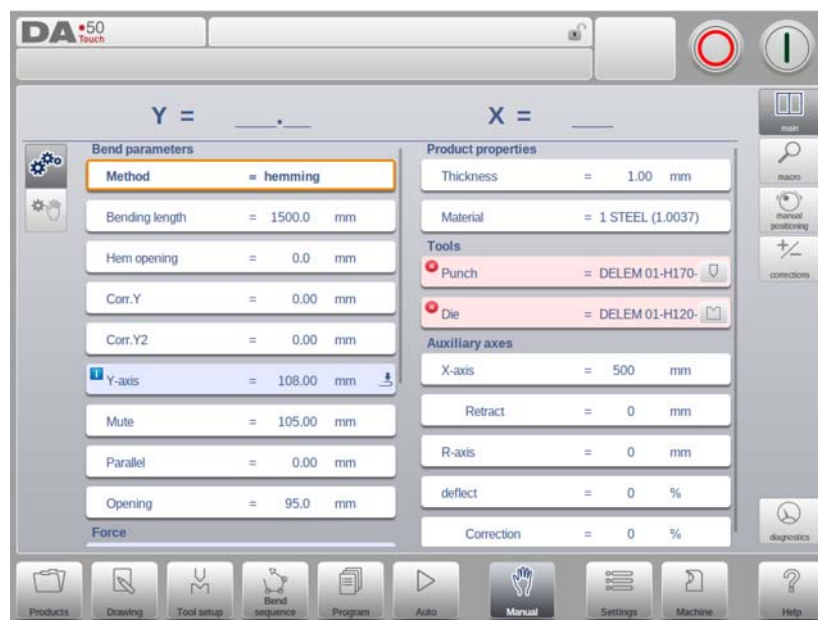 DA•50
Touch
Y = __.__
X = ___
Bend parameters
Method = hemming
Bending length = 1500.0 mm
Hem opening = 0.0 mm
Corr.Y = 0.00 mm
Corr.Y2 = 0.00 mm
Y-axis = 108.00 mm
Mute = 105.00 mm
Parallel = 0.00 mm
Opening = 95.0 mm
Force
Product properties
Thickness = 1.00 mm
Material = 1 STEEL (1.0037)
Tools
Punch = DELEM 01-H170-
Die = DELEM 01-H120-
Auxiliary axes
X-axis = 500 mm
Retract = 0 mm
R-axis = 0 mm
deflect = 0 %
Correction = 0 %
main
macro
manual
positioning
corrections
diagnostics
Products
Drawing
Tool setup
Bend
sequence
Program
Auto
Manual
Settings
Machine
Help